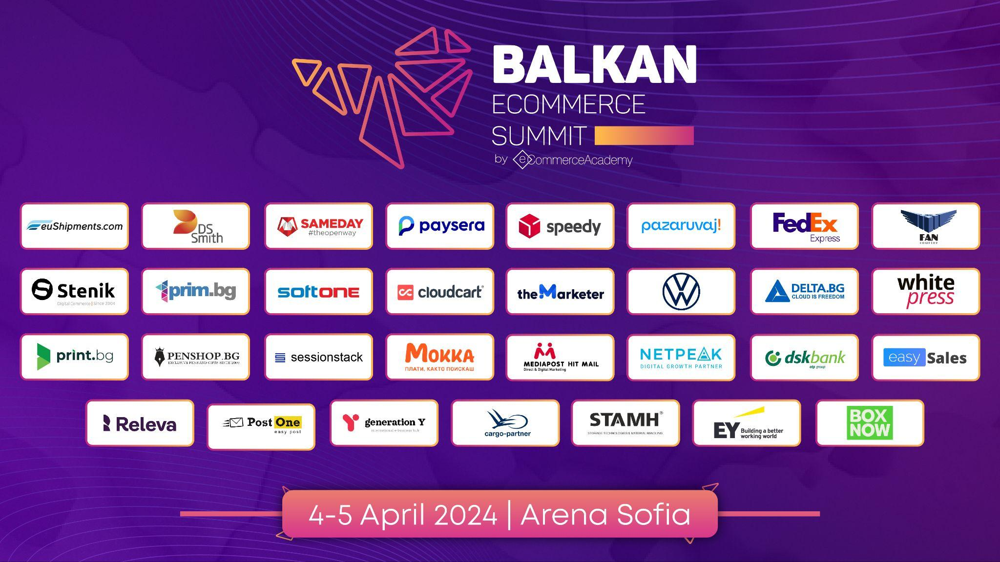 BALKAN
ECOMMERCE
SUMMIT
by eCommerceAcademy
euShipments.com
DS
Smith
SAMEDAY
#theopenway
paysera
speedy
pazaruvaj!
FedEx
Express
FAN
courier
Stenik
Digital Commerce | Since 2004
prim.bg
softone
cloudcart®
theMarketer
VW
DELTA.BG
CLOUD IS FREEDOM
white
press
print.bg
PENSHOP.BG
EXCLUSIVE PENS AND GIFTS SINCE 2009
sessionstack
МОККА
ПЛАТИ, КАКТО ПОИСКАШ
MEDIAPOST HIT MAIL
Direct & Digital Marketing
NETPEAK
DIGITAL GROWTH PARTNER
dskbank
otp group
easy Sales
Releva
Post One
easy post
generation Y
international e-business hub
cargo-partner
STAMH®
STORAGE TECHNOLOGIES & MATERIAL HANDLING
EY Building a better
working world
BOX
NOW
4-5 April 2024 | Arena Sofia